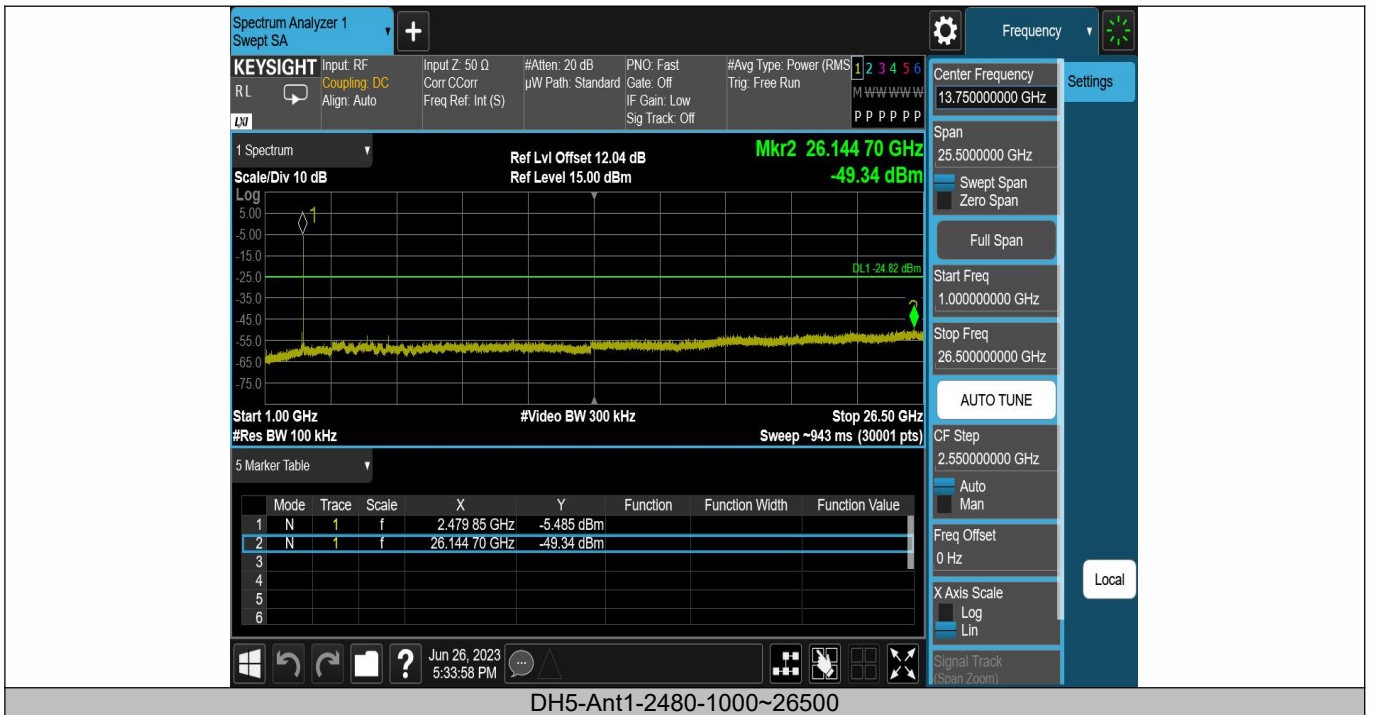 Spectrum Analyzer 1
Swept SA
+
Frequency
KEYSIGHT
RL
LXI
Input: RF
Coupling: DC
Align: Auto
Input Z: 50 Ω
Corr CCorr
Freq Ref: Int (S)
#Atten: 20 dB
µW Path: Standard
PNO: Fast
Gate: Off
IF Gain: Low
Sig Track: Off
#Avg Type: Power (RMS
Trig: Free Run
1 2 3 4 5 6
M W W W W W
P P P P P P
1 Spectrum
Scale/Div 10 dB
Ref Lvl Offset 12.04 dB
Ref Level 15.00 dBm
Mkr2 26.144 70 GHz
-49.34 dBm
Log
5.00
-5.00
-15.0
-25.0
-35.0
-45.0
-55.0
-65.0
-75.0
1
DL1 -24.82 dBm
2
Start 1.00 GHz
#Video BW 300 kHz
Stop 26.50 GHz
#Res BW 100 kHz
Sweep ~943 ms (30001 pts)
5 Marker Table
Mode Trace Scale X Y Function Function Width Function Value
1 N 1 f 2.479 85 GHz -5.485 dBm
2 N 1 f 26.144 70 GHz -49.34 dBm
3
4
5
6
Center Frequency
13.750000000 GHz
Settings
Span
25.5000000 GHz
Swept Span
Zero Span
Full Span
Start Freq
1.000000000 GHz
Stop Freq
26.500000000 GHz
AUTO TUNE
CF Step
2.550000000 GHz
Auto
Man
Freq Offset
0 Hz
X Axis Scale
Log
Lin
Local
Signal Track
(Span Zoom)
?
Jun 26, 2023
5:33:58 PM
DH5-Ant1-2480-1000~26500